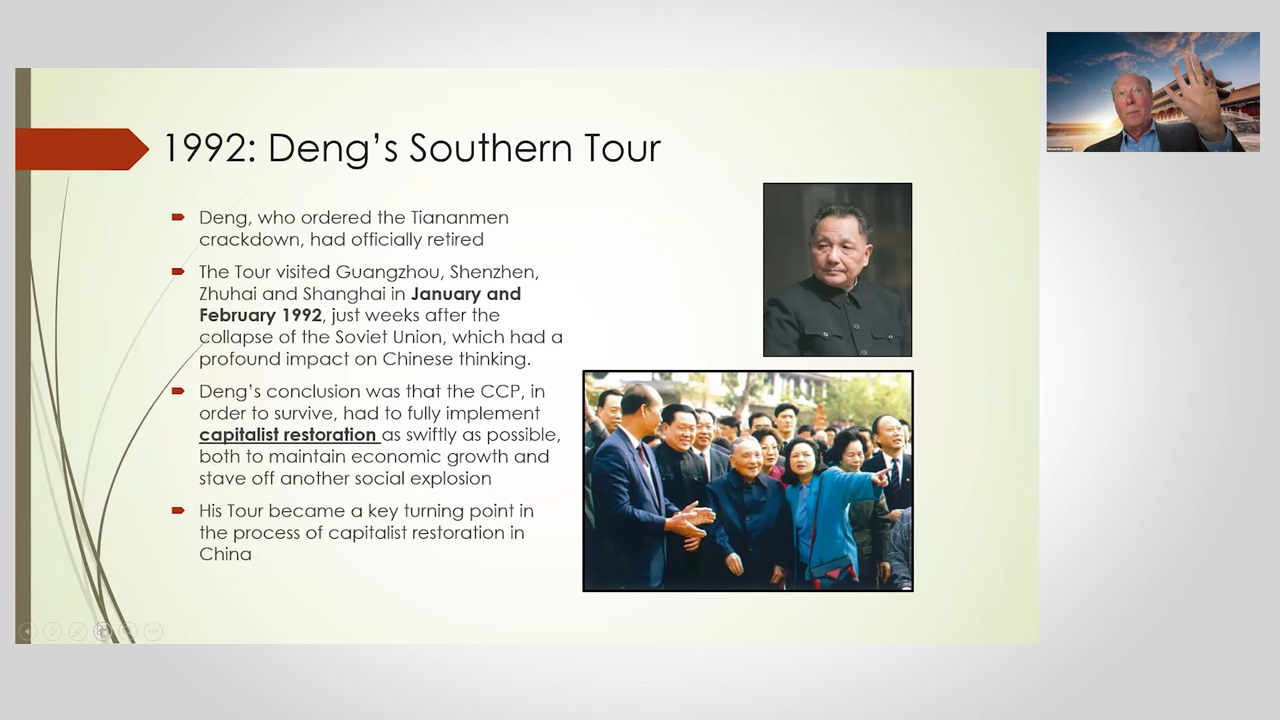 1992: Deng’s Southern Tour
Deng, who ordered the Tiananmen
crackdown, had officially retired
The Tour visited Guangzhou, Shenzhen,
Zhuhai and Shanghai in January and
February 1992, just weeks after the
collapse of the Soviet Union, which had a
profound impact on Chinese thinking.
Deng’s conclusion was that the CCP, in
order to survive, had to fully implement
capitalist restoration as swiftly as possible,
both to maintain economic growth and
stave off another social explosion
His Tour became a key turning point in
the process of capitalist restoration in
China